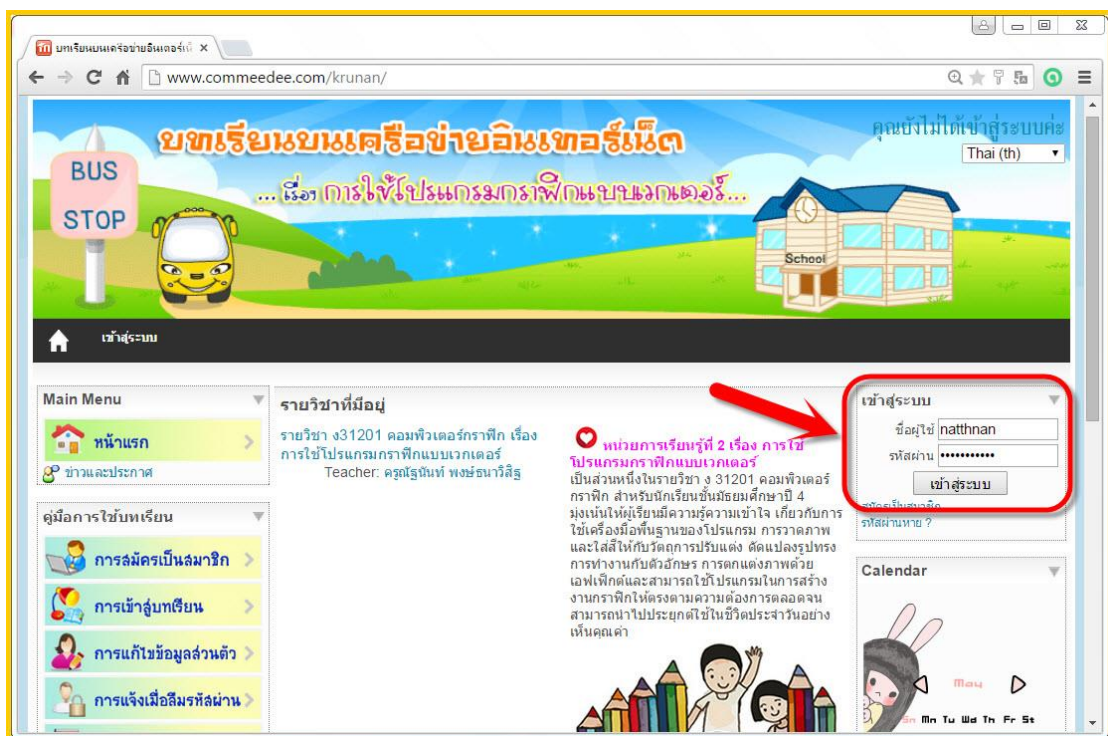 บทเรียนบนเครือข่ายอินเตอร์เน็
www.commeedee.com/krunan/
บทเรียนบนเครือข่ายอินเทอร์เน็ต
... เรื่อง การใช้โปรแกรมกราฟิกแบบเวกเตอร์...
คุณยังไม่ได้เข้าสู่ระบบค่ะ
Thai (th)
BUS
STOP
School
เข้าสู่ระบบ
Main Menu
หน้าแรก
ข่าวและประกาศ
คู่มือการใช้บทเรียน
การสมัครเป็นสมาชิก
การเข้าสู่บทเรียน
การแก้ไขข้อมูลส่วนตัว
การแจ้งเมื่อลืมรหัสผ่าน
รายวิชาที่มีอยู่
รายวิชา ง31201 คอมพิวเตอร์กราฟิก เรื่อง
การใช้โปรแกรมกราฟิกแบบเวกเตอร์
Teacher: ครูณัฐนันท์ พงษ์ธนาวิสิฐ
หน่วยการเรียนรู้ที่ 2 เรื่อง การใช้
โปรแกรมกราฟิกแบบเวกเตอร์
เป็นส่วนหนึ่งในรายวิชา ง 31201 คอมพิวเตอร์
กราฟิก สำหรับนักเรียนชั้นมัธยมศึกษาปี 4
มุ่งเน้นให้ผู้เรียนมีความรู้ความเข้าใจ เกี่ยวกับการ
ใช้เครื่องมือพื้นฐานของโปรแกรม การวาดภาพ
และใส่สีให้กับวัตถุการปรับแต่ง ดัดแปลงรูปทรง
การทำงานกับตัวอักษร การตกแต่งภาพด้วย
เอฟเฟ็กต์และสามารถใช้โปรแกรมในการสร้าง
งานกราฟิกให้ตรงตามความต้องการตลอดจน
สามารถนำไปประยุกต์ใช้ในชีวิตประจำวันอย่าง
เห็นคุณค่า
เข้าสู่ระบบ
ชื่อผู้ใช้ natthnan
รหัสผ่าน •••••••••••
เข้าสู่ระบบ
สมัครเป็นสมาชิก
รหัสผ่านหาย ?
Calendar
May
Sn Mn Tu Wd Th Fr St